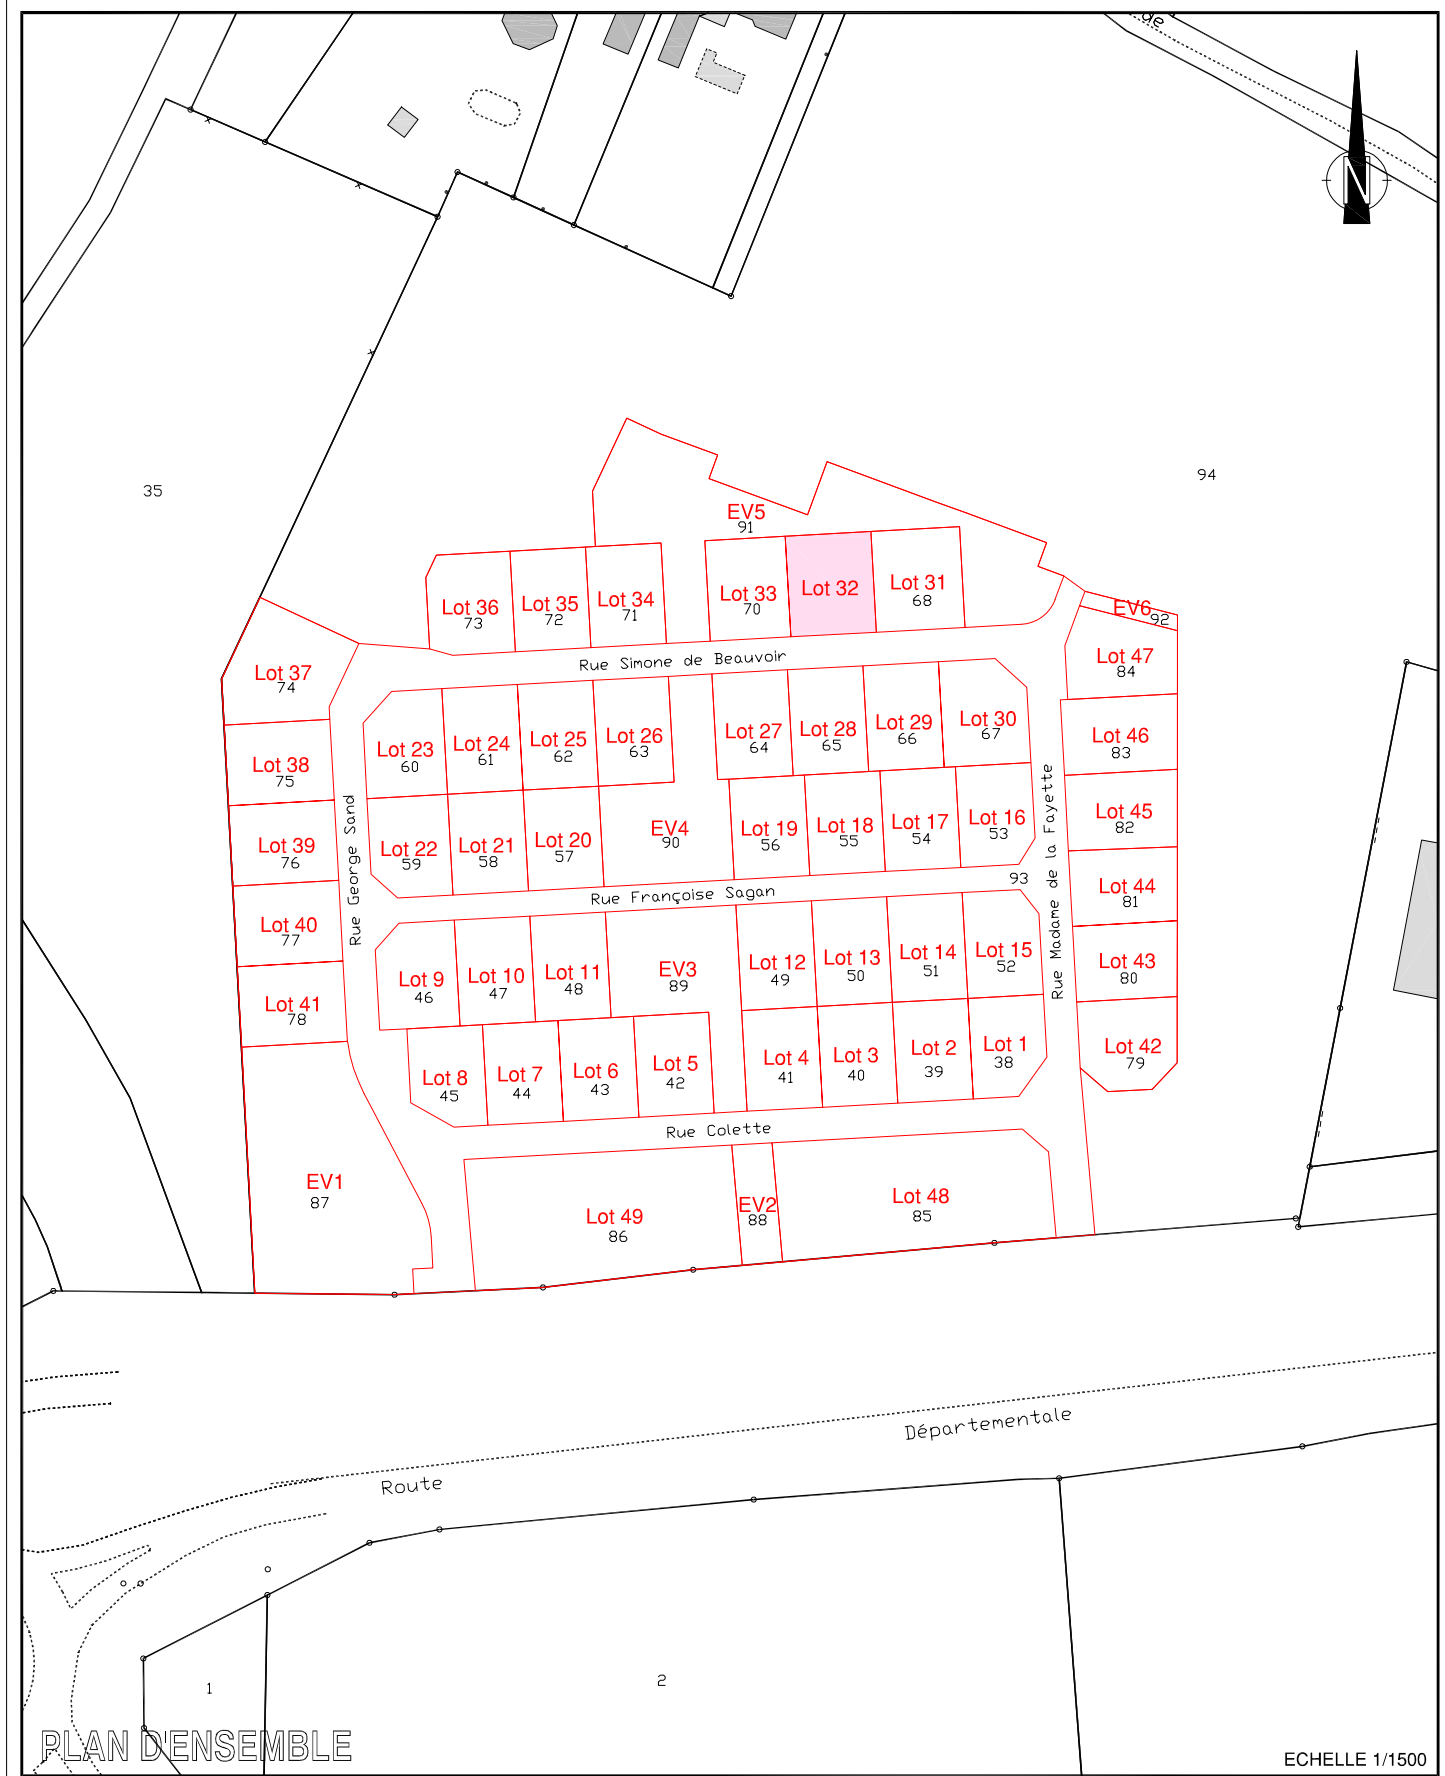 de
N
35
94
EV5
91
Lot 36
73
Lot 35
72
Lot 34
71
Lot 33
70
Lot 32
Lot 31
68
EV6
92
Lot 37
74
Rue Simone de Beauvoir
Lot 47
84
Lot 23
60
Lot 24
61
Lot 25
62
Lot 26
63
Lot 27
64
Lot 28
65
Lot 29
66
Lot 30
67
Lot 46
83
Lot 38
75
Rue George Sand
Rue Madame de la Fayette
Lot 39
76
Lot 22
59
Lot 21
58
Lot 20
57
EV4
90
Lot 19
56
Lot 18
55
Lot 17
54
Lot 16
53
Lot 45
82
Rue Françoise Sagan
93
Lot 44
81
Lot 40
77
Lot 9
46
Lot 10
47
Lot 11
48
EV3
89
Lot 12
49
Lot 13
50
Lot 14
51
Lot 15
52
Lot 43
80
Lot 41
78
Lot 8
45
Lot 7
44
Lot 6
43
Lot 5
42
Lot 4
41
Lot 3
40
Lot 2
39
Lot 1
38
Lot 42
79
Rue Colette
EV1
87
Lot 49
86
EV2
88
Lot 48
85
Route Départementale
1
2
PLAN D'ENSEMBLE
ECHELLE 1/1500